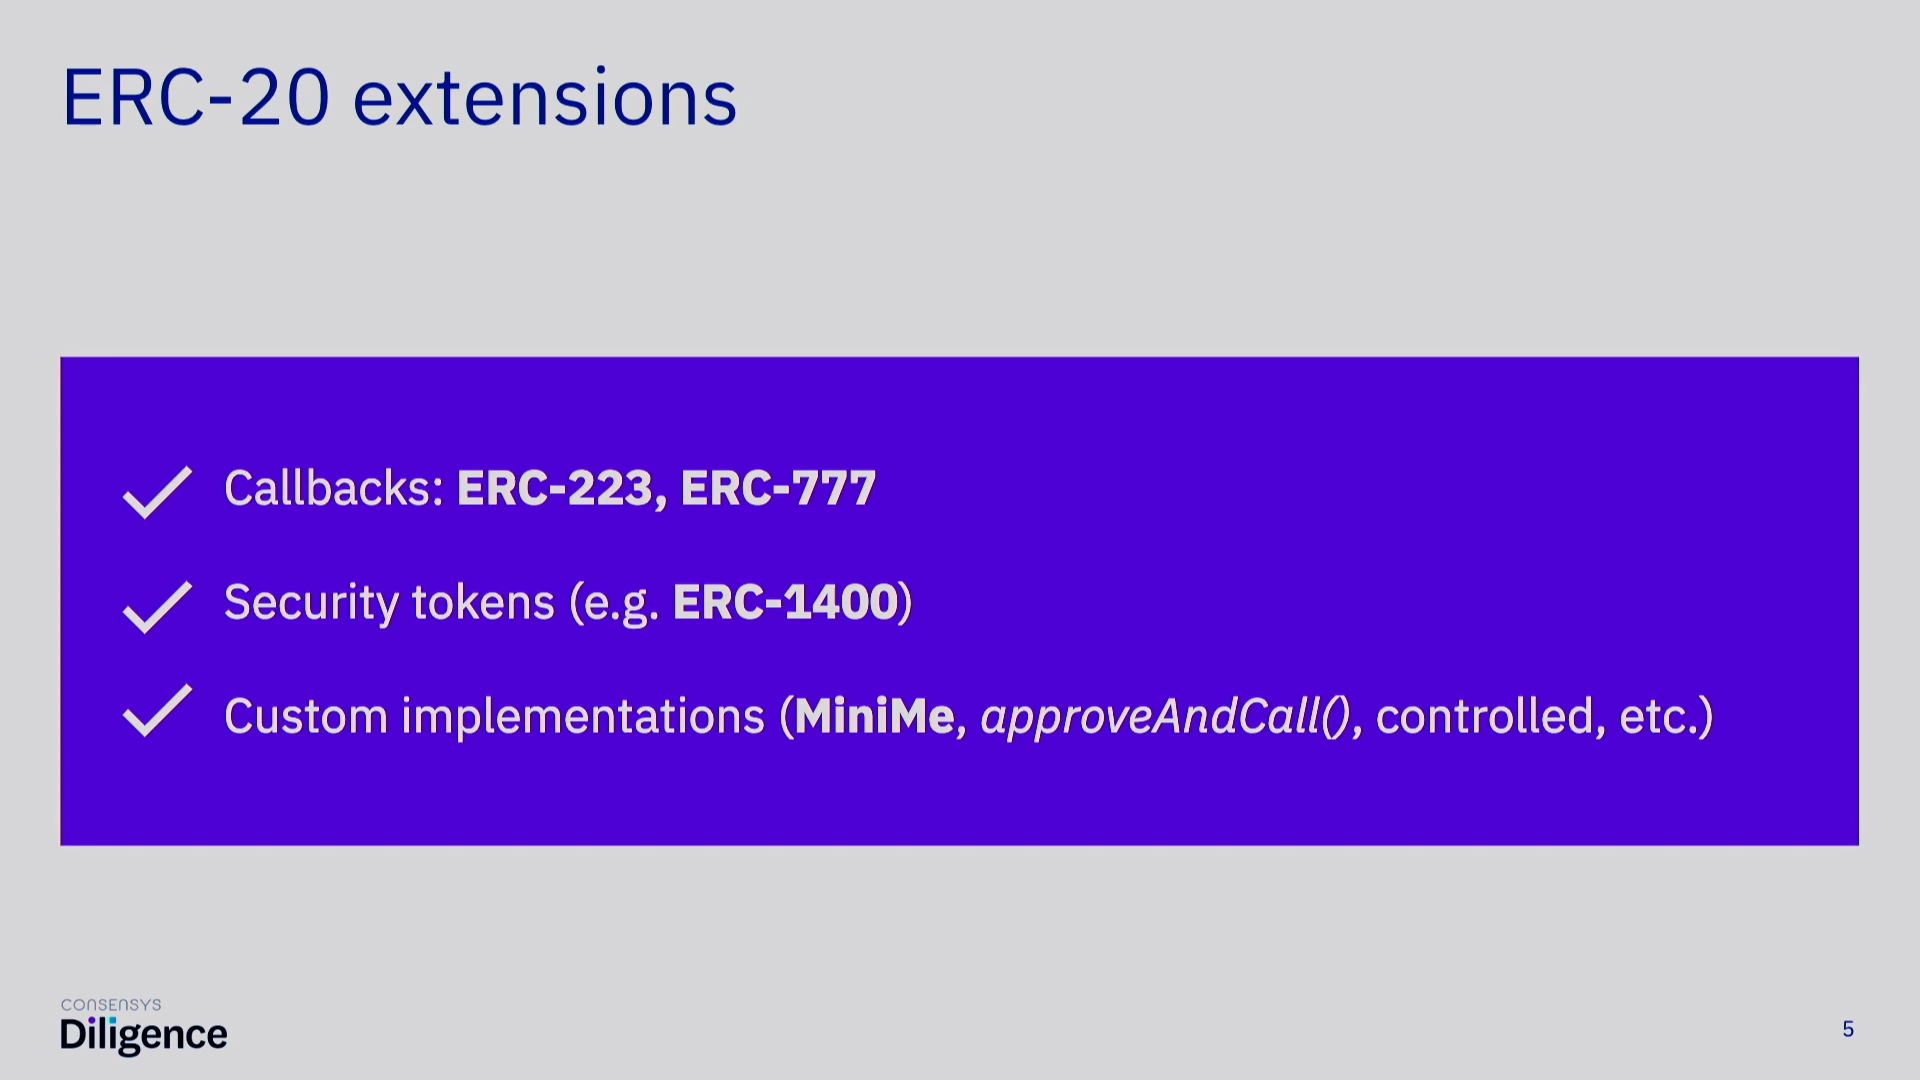 ERC-20 extensions
Callbacks: ERC-223, ERC-777
Security tokens (e.g. ERC-1400)
Custom implementations (MiniMe, approveAndCall(), controlled, etc.)
CONSENSYS
Diligence
5